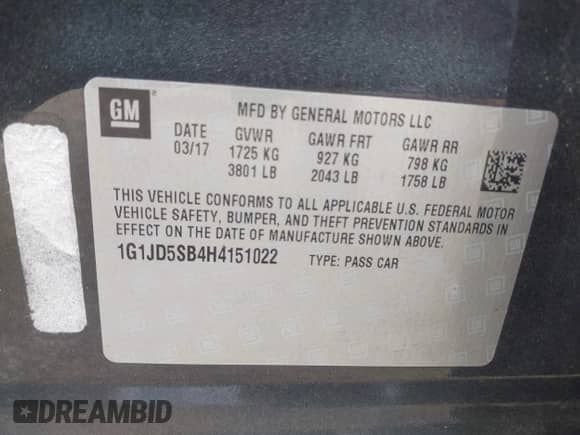 GM
MFD BY GENERAL MOTORS LLC
DATE GVWR GAWR FRT GAWR RR
03/17 1725 KG 927 KG 798 KG
3801 LB 2043 LB 1758 LB
THIS VEHICLE CONFORMS TO ALL APPLICABLE U.S. FEDERAL MOTOR
VEHICLE SAFETY, BUMPER, AND THEFT PREVENTION STANDARDS IN
EFFECT ON THE DATE OF MANUFACTURE SHOWN ABOVE.
1G1JD5SB4H4151022 TYPE: PASS CAR
DREAMBID